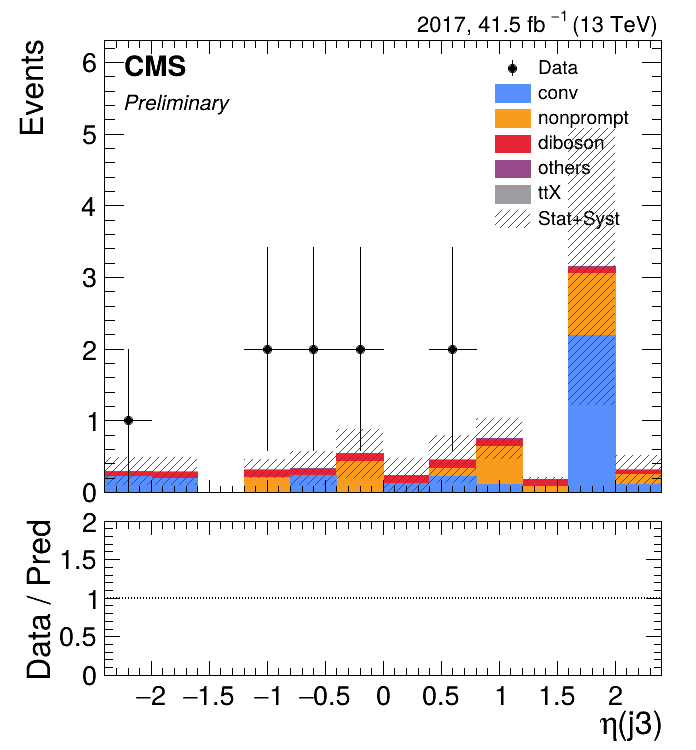 2017, 41.5 fb⁻¹ (13 TeV)
CMS
Preliminary
Events
6
5
4
3
2
1
0
Data
conv
nonprompt
diboson
others
ttX
Stat+Syst
Data / Pred
2
1.5
1
0.5
0
−2 −1.5 −1 −0.5 0 0.5 1 1.5 2
η(j3)